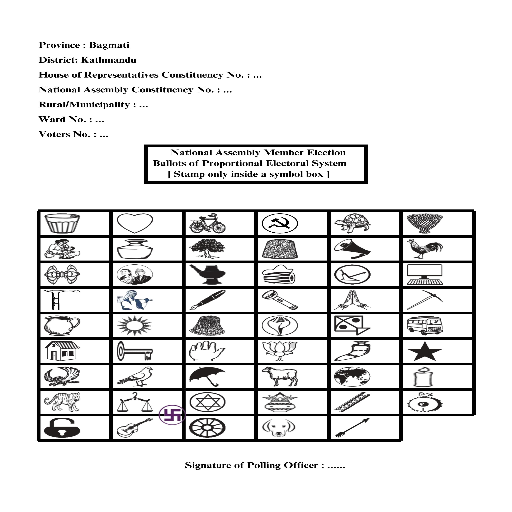 Province : Bagmati
District: Kathmandu
House of Representatives Constituency No. : ...
National Assembly Constituency No. : ...
Rural/Municipality : ...
Ward No. : ...
Voters No. : ...
National Assembly Member Election
Ballots of Proportional Electoral System
[ Stamp only inside a symbol box ]
Signature of Polling Officer : ......